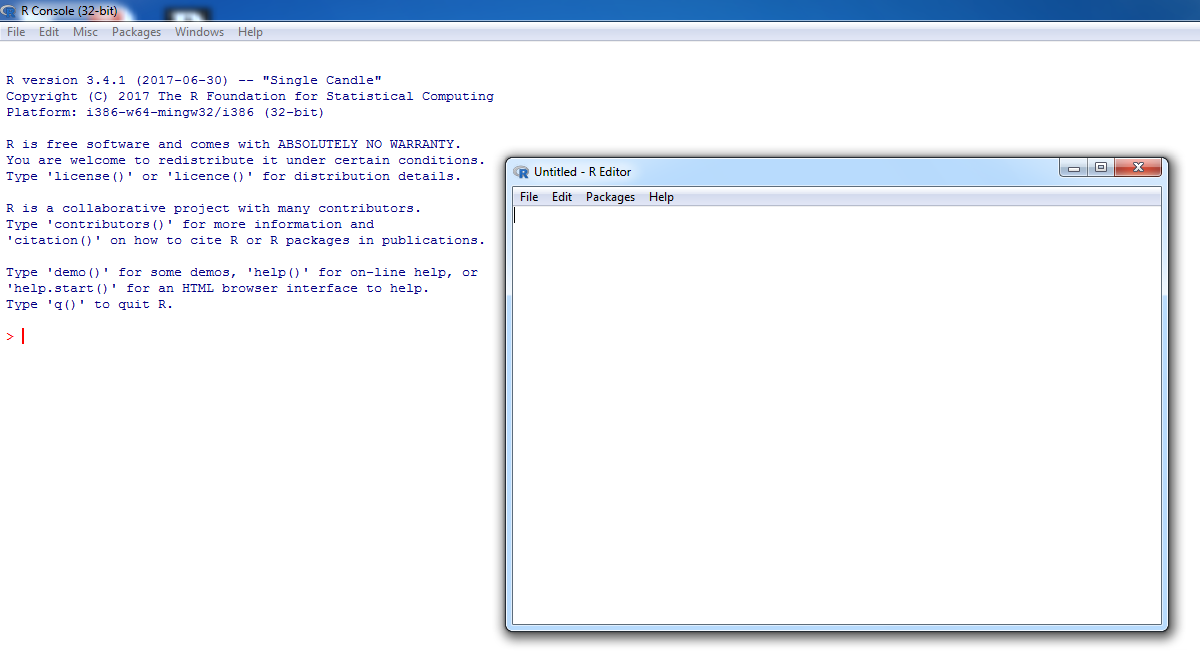 R Console (32-bit)
File Edit Misc Packages Windows Help
R version 3.4.1 (2017-06-30) -- "Single Candle"
Copyright (C) 2017 The R Foundation for Statistical Computing
Platform: i386-w64-mingw32/i386 (32-bit)
R is free software and comes with ABSOLUTELY NO WARRANTY.
You are welcome to redistribute it under certain conditions.
Type 'license()' or 'licence()' for distribution details.
R is a collaborative project with many contributors.
Type 'contributors()' for more information and
'citation()' on how to cite R or R packages in publications.
Type 'demo()' for some demos, 'help()' for on-line help, or
'help.start()' for an HTML browser interface to help.
Type 'q()' to quit R.
>
Untitled - R Editor
File Edit Packages Help